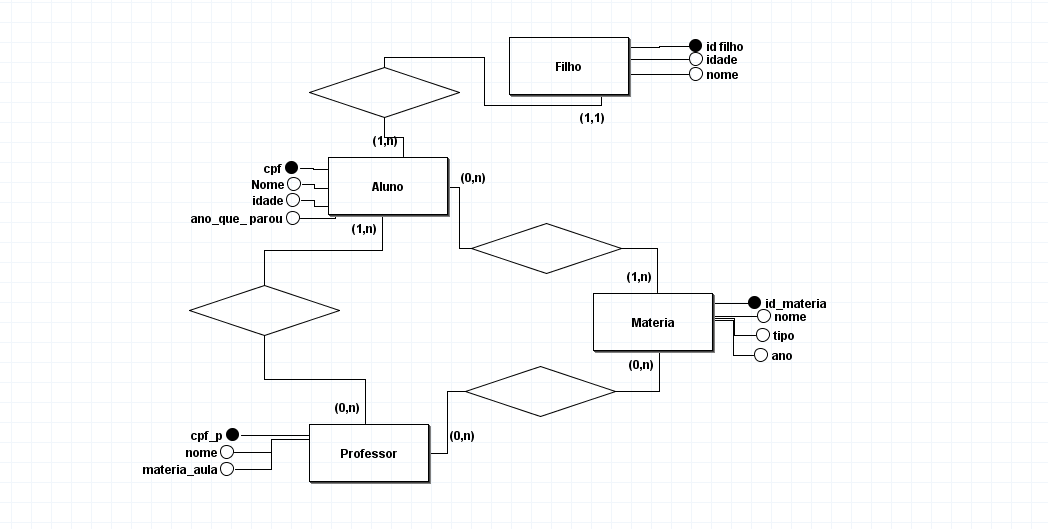 Filho
id filho
idade
nome
(1,1)
(1,n)
cpf
Nome
idade
ano_que_ parou
Aluno
(0,n)
(1,n)
(1,n)
Materia
id_materia
nome
tipo
ano
(0,n)
(0,n)
(0,n)
cpf_p
nome
materia_aula
Professor